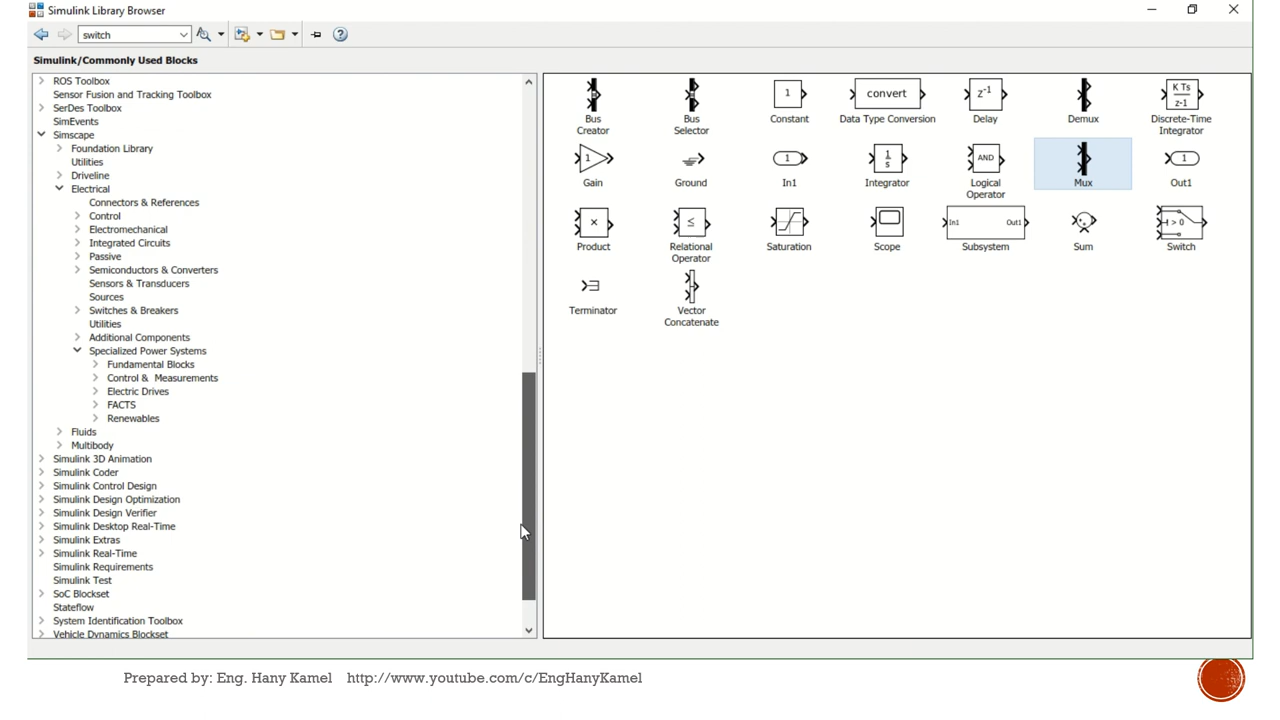 Simulink Library Browser
switch
Simulink/Commonly Used Blocks
ROS Toolbox
Sensor Fusion and Tracking Toolbox
SerDes Toolbox
SimEvents
Simscape
Foundation Library
Utilities
Driveline
Electrical
Connectors & References
Control
Electromechanical
Integrated Circuits
Passive
Semiconductors & Converters
Sensors & Transducers
Sources
Switches & Breakers
Utilities
Additional Components
Specialized Power Systems
Fundamental Blocks
Control & Measurements
Electric Drives
FACTS
Renewables
Fluids
Multibody
Simulink 3D Animation
Simulink Coder
Simulink Control Design
Simulink Design Optimization
Simulink Design Verifier
Simulink Desktop Real-Time
Simulink Extras
Simulink Real-Time
Simulink Requirements
Simulink Test
SoC Blockset
Stateflow
System Identification Toolbox
Vehicle Dynamics Blockset
1 convert z-1 K Ts
z-1
Bus Creator
Bus Selector
Constant
Data Type Conversion
Delay
Demux
Discrete-Time Integrator
1 1 1
s AND 1
Gain
Ground
In1
Integrator
Logical Operator
Mux
Out1
× ≤ In1 Out1 > 0
Product
Relational Operator
Saturation
Scope
Subsystem
Sum
Switch
Terminator
Vector Concatenate
Prepared by: Eng. Hany Kamel http://www.youtube.com/c/EngHanyKamel